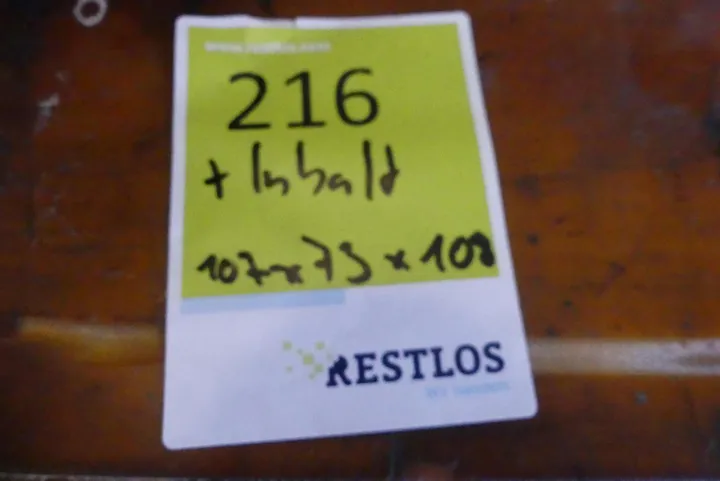 www.restlos.com
216
+ Inhalt
107 x 73 x 108
RESTLOS